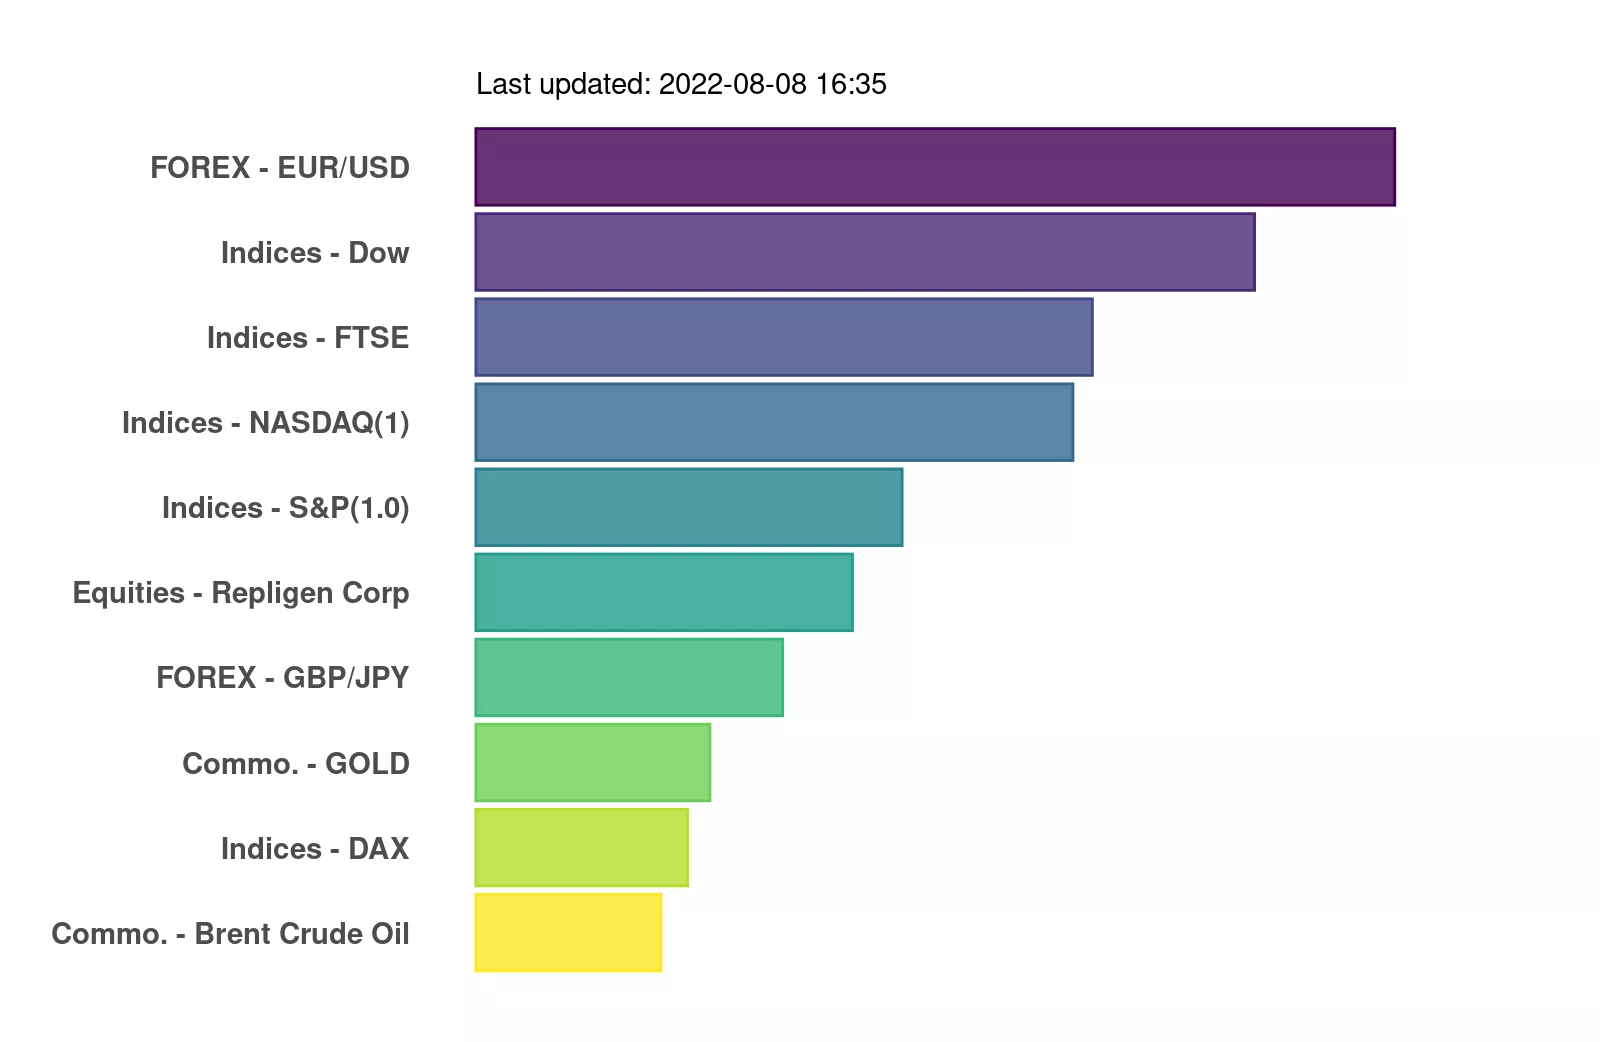 Last updated: 2022-08-08 16:35
FOREX - EUR/USD
Indices - Dow
Indices - FTSE
Indices - NASDAQ(1)
Indices - S&P(1.0)
Equities - Repligen Corp
FOREX - GBP/JPY
Commo. - GOLD
Indices - DAX
Commo. - Brent Crude Oil